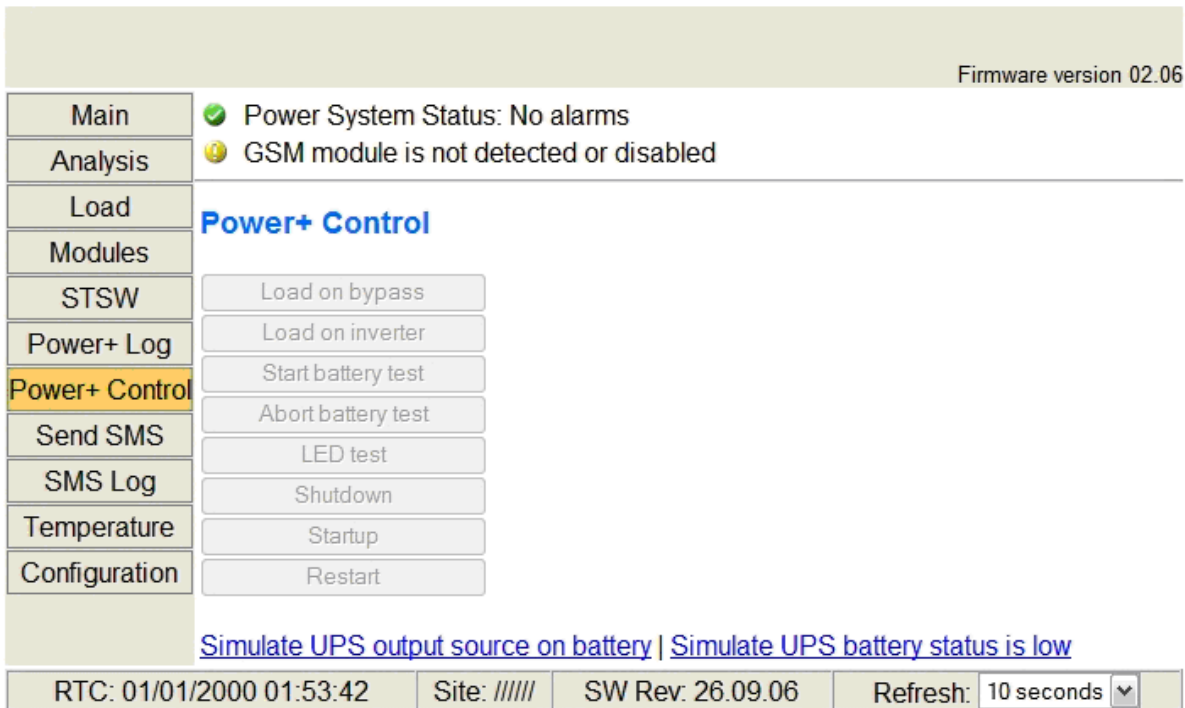 Firmware version 02.06
Main
Analysis
Load
Modules
STSW
Power+ Log
Power+ Control
Send SMS
SMS Log
Temperature
Configuration
Power System Status: No alarms
GSM module is not detected or disabled
Power+ Control
Load on bypass
Load on inverter
Start battery test
Abort battery test
LED test
Shutdown
Startup
Restart
Simulate UPS output source on battery | Simulate UPS battery status is low
RTC: 01/01/2000 01:53:42 Site: ////// SW Rev: 26.09.06 Refresh: 10 seconds